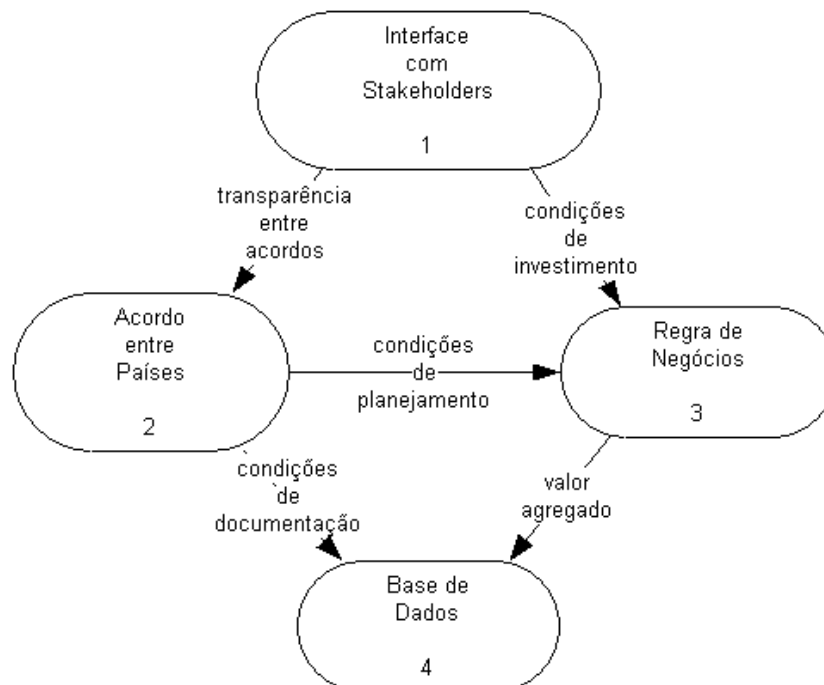 Interface
com
Stakeholders
1
transparência
entre
acordos
condições
de
investimento
Acordo
entre
Países
2
condições
de
planejamento
Regra de
Negócios
3
condições
de
documentação
valor
agregado
Base de
Dados
4